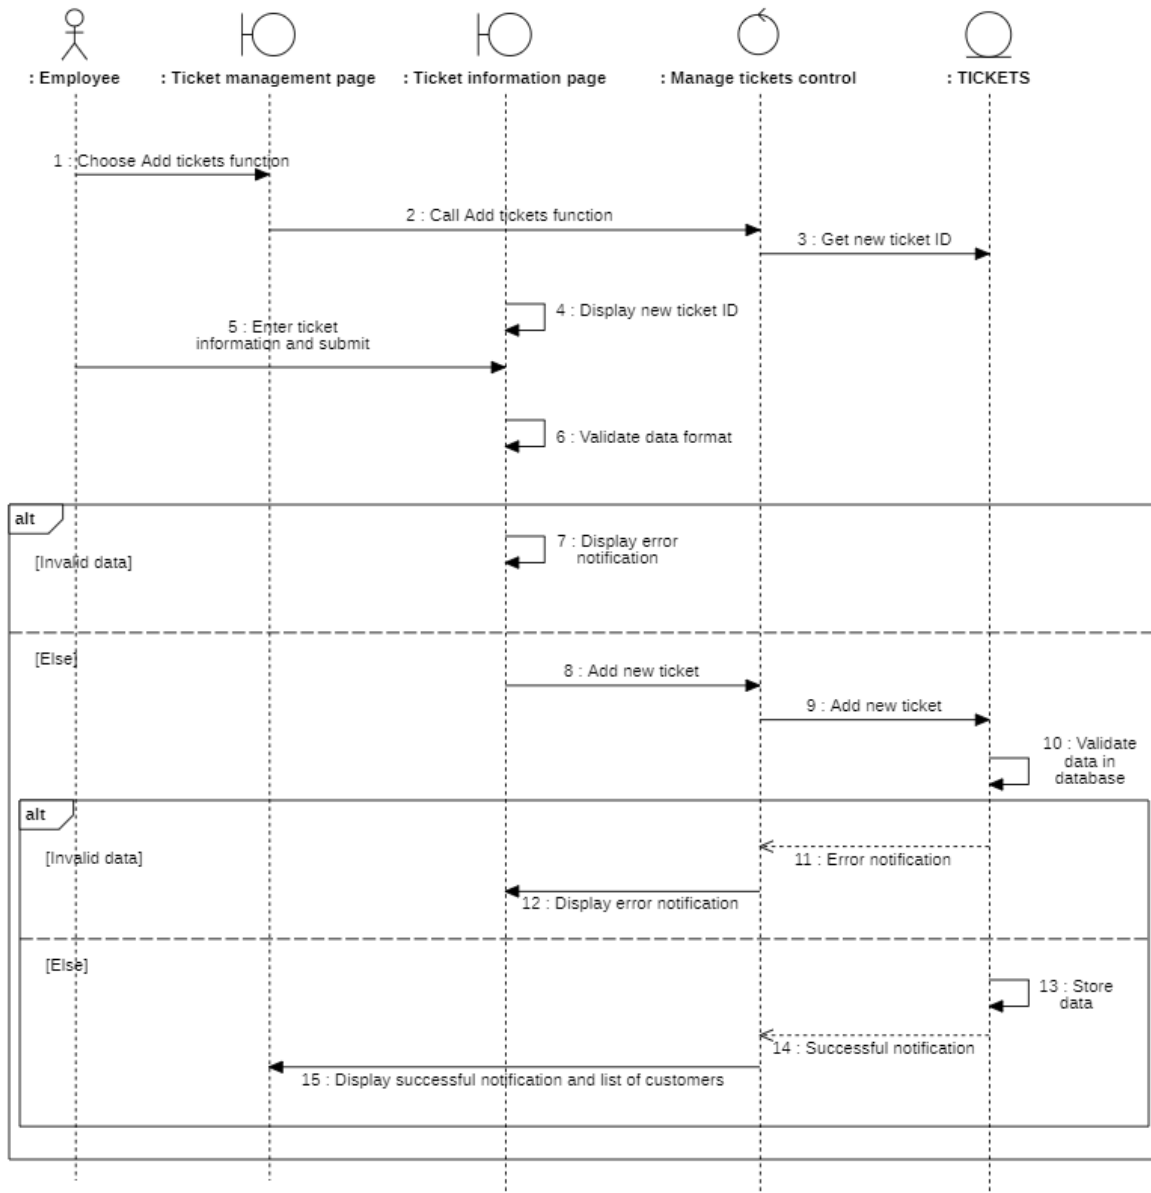 : Employee
: Ticket management page
: Ticket information page
: Manage tickets control
: TICKETS
1 : Choose Add tickets function
2 : Call Add tickets function
3 : Get new ticket ID
4 : Display new ticket ID
5 : Enter ticket
information and submit
6 : Validate data format
alt
[Invalid data]
7 : Display error
notification
[Else]
8 : Add new ticket
9 : Add new ticket
10 : Validate
data in
database
alt
[Invalid data]
11 : Error notification
12 : Display error notification
[Else]
13 : Store
data
14 : Successful notification
15 : Display successful notification and list of customers